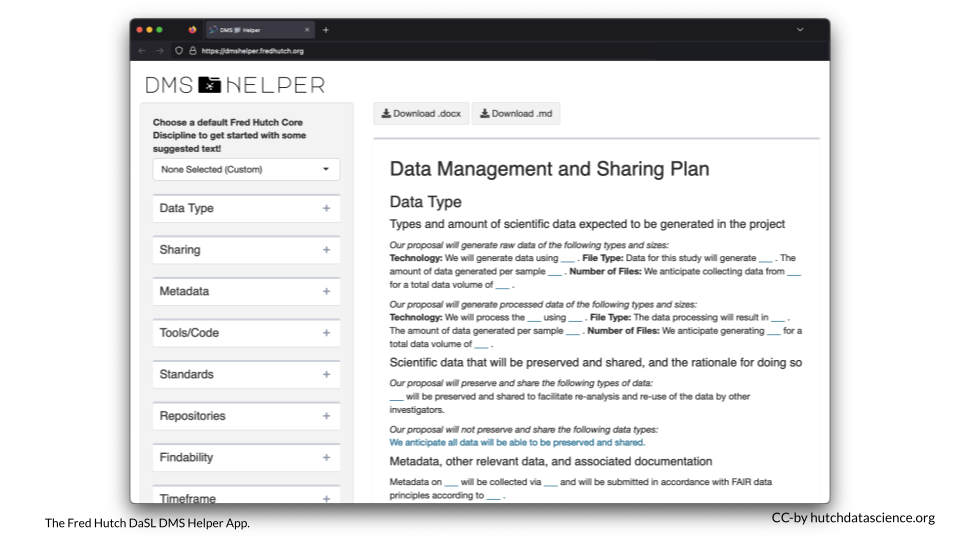 DMS Helper
https://dmshelper.fredhutch.org
DMS HELPER
Choose a default Fred Hutch Core
Discipline to get started with some
suggested text!
None Selected (Custom)
Data Type +
Sharing +
Metadata +
Tools/Code +
Standards +
Repositories +
Findability +
Timeframe +
Download .docx
Download .md
Data Management and Sharing Plan
Data Type
Types and amount of scientific data expected to be generated in the project
Our proposal will generate raw data of the following types and sizes:
Technology: We will generate data using ___ . File Type: Data for this study will generate ___ . The
amount of data generated per sample ___ . Number of Files: We anticipate collecting data from ___
for a total data volume of ___ .
Our proposal will generate processed data of the following types and sizes:
Technology: We will process the ___ using ___ . File Type: The data processing will result in ___ .
The amount of data generated per sample ___ . Number of Files: We anticipate generating ___ for a
total data volume of ___ .
Scientific data that will be preserved and shared, and the rationale for doing so
Our proposal will preserve and share the following types of data:
___ will be preserved and shared to facilitate re-analysis and re-use of the data by other
investigators.
Our proposal will not preserve and share the following data types:
We anticipate all data will be able to be preserved and shared.
Metadata, other relevant data, and associated documentation
Metadata on ___ will be collected via ___ and will be submitted in accordance with FAIR data
principles according to ___ .
The Fred Hutch DaSL DMS Helper App.
CC-by hutchdatascience.org